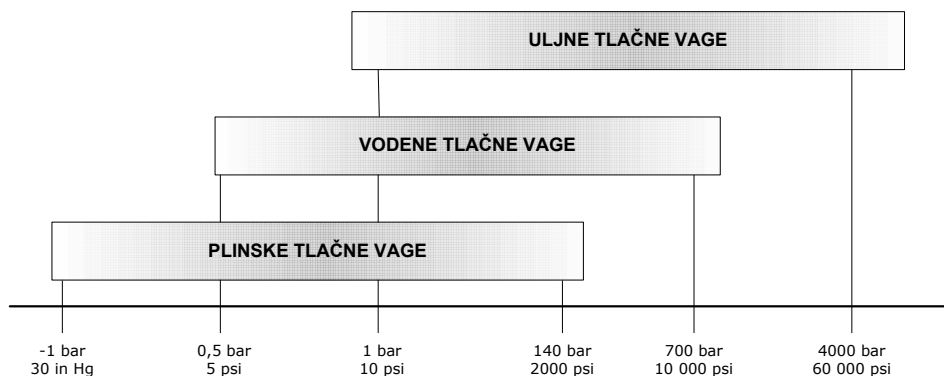 ULJNE TLAČNE VAGE
VODENE TLAČNE VAGE
PLINSKE TLAČNE VAGE
-1 bar
30 in Hg
0,5 bar
5 psi
1 bar
10 psi
140 bar
2000 psi
700 bar
10 000 psi
4000 bar
60 000 psi